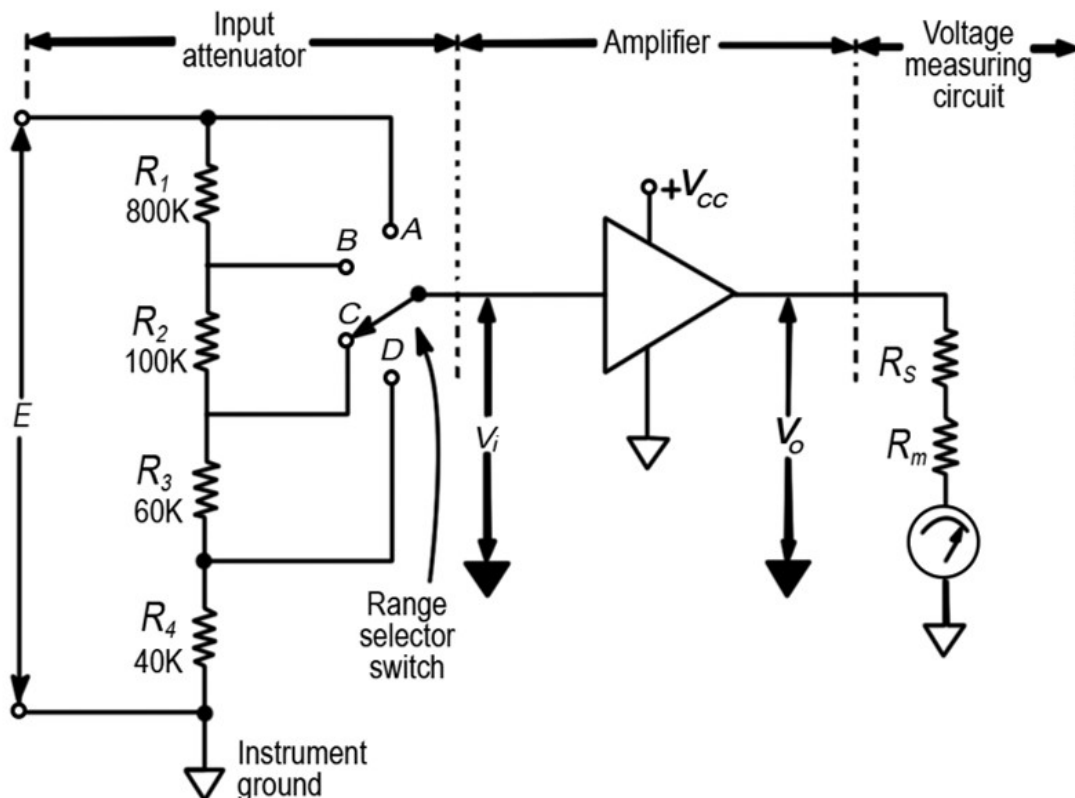 Input
attenuator
Amplifier
Voltage
measuring
circuit
R1
800K
A
B
+Vcc
R2
100K
C
D
E
Vi
Vo
RS
Rm
R3
60K
R4
40K
Range
selector
switch
Instrument
ground